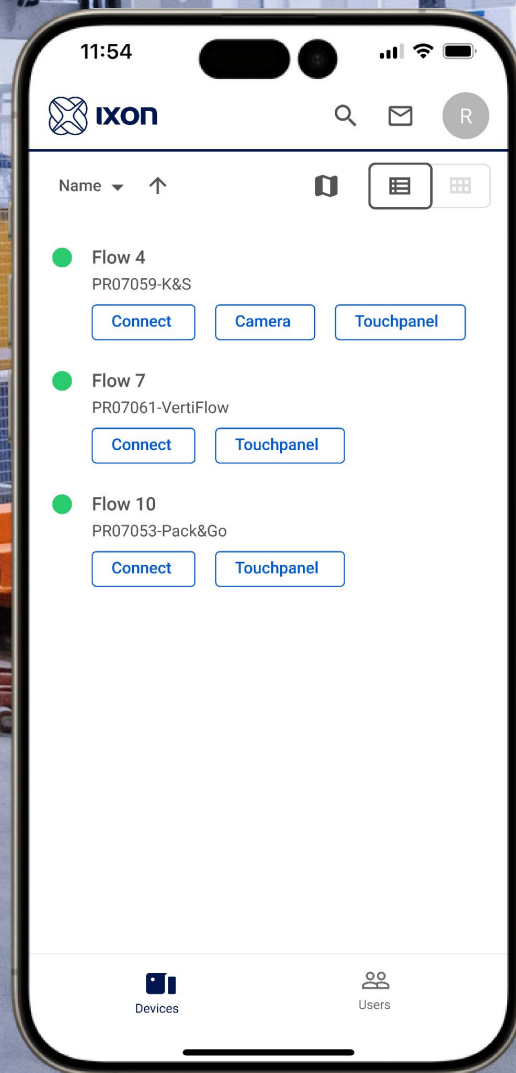 11:54
IXON
R
Name
Flow 4
PR07059-K&S
Connect Camera Touchpanel
Flow 7
PR07061-VertiFlow
Connect Touchpanel
Flow 10
PR07053-Pack&Go
Connect Touchpanel
Devices Users